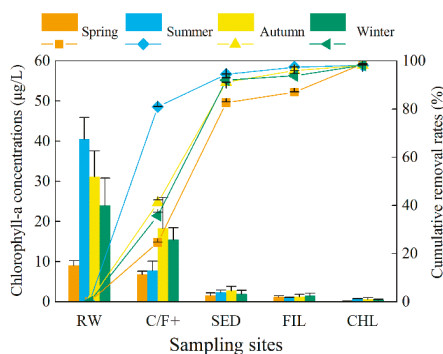 Spring Summer Autumn Winter
Chlorophyll-a concentrations (μg/L)
60
50
40
30
20
10
0
Cumulative removal rates (%)
100
80
60
40
20
0
RW C/F+ SED FIL CHL
Sampling sites